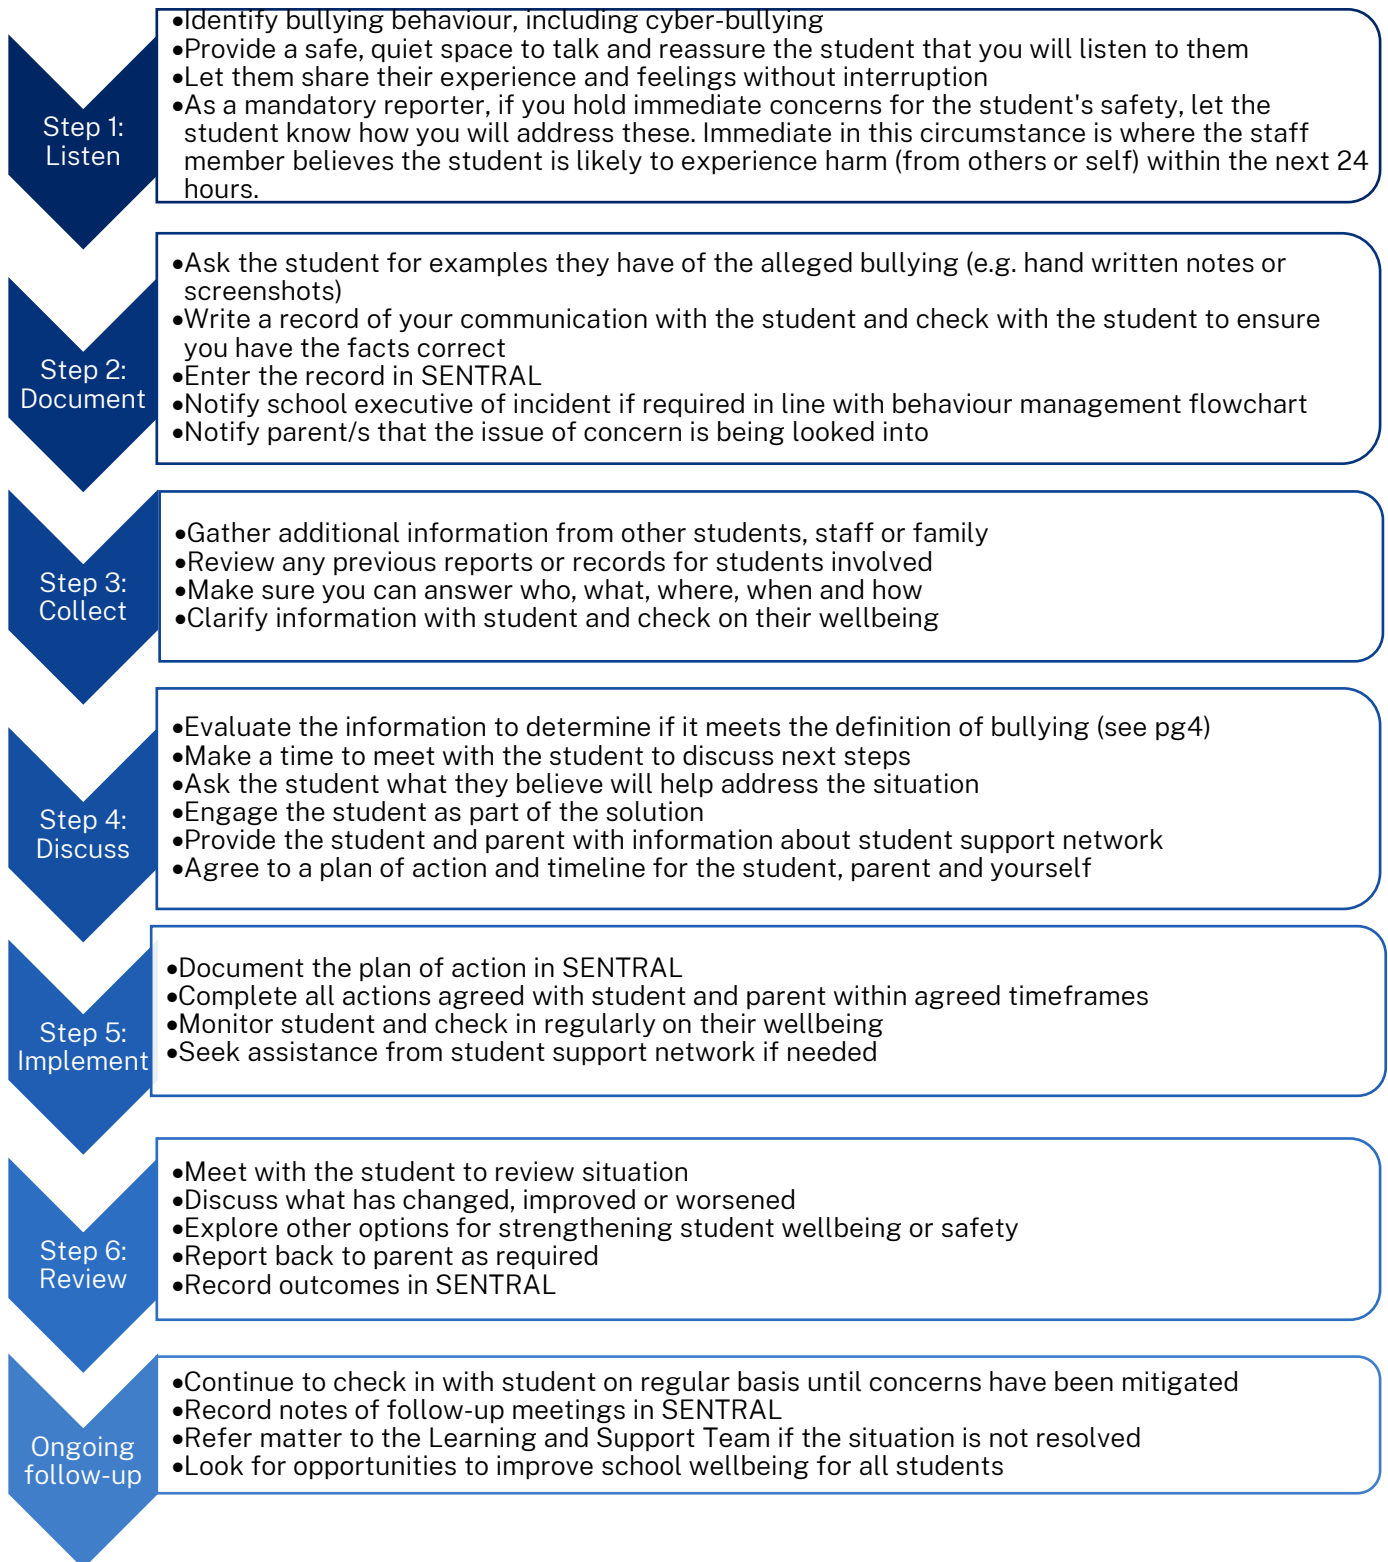 Step 1:
Listen
•Identify bullying behaviour, including cyber-bullying
•Provide a safe, quiet space to talk and reassure the student that you will listen to them
•Let them share their experience and feelings without interruption
•As a mandatory reporter, if you hold immediate concerns for the student's safety, let the
student know how you will address these. Immediate in this circumstance is where the staff
member believes the student is likely to experience harm (from others or self) within the next 24
hours.
Step 2:
Document
•Ask the student for examples they have of the alleged bullying (e.g. hand written notes or
screenshots)
•Write a record of your communication with the student and check with the student to ensure
you have the facts correct
•Enter the record in SENTRAL
•Notify school executive of incident if required in line with behaviour management flowchart
•Notify parent/s that the issue of concern is being looked into
Step 3:
Collect
•Gather additional information from other students, staff or family
•Review any previous reports or records for students involved
•Make sure you can answer who, what, where, when and how
•Clarify information with student and check on their wellbeing
Step 4:
Discuss
•Evaluate the information to determine if it meets the definition of bullying (see pg4)
•Make a time to meet with the student to discuss next steps
•Ask the student what they believe will help address the situation
•Engage the student as part of the solution
•Provide the student and parent with information about student support network
•Agree to a plan of action and timeline for the student, parent and yourself
Step 5:
Implement
•Document the plan of action in SENTRAL
•Complete all actions agreed with student and parent within agreed timeframes
•Monitor student and check in regularly on their wellbeing
•Seek assistance from student support network if needed
Step 6:
Review
•Meet with the student to review situation
•Discuss what has changed, improved or worsened
•Explore other options for strengthening student wellbeing or safety
•Report back to parent as required
•Record outcomes in SENTRAL
Ongoing
follow-up
•Continue to check in with student on regular basis until concerns have been mitigated
•Record notes of follow-up meetings in SENTRAL
•Refer matter to the Learning and Support Team if the situation is not resolved
•Look for opportunities to improve school wellbeing for all students